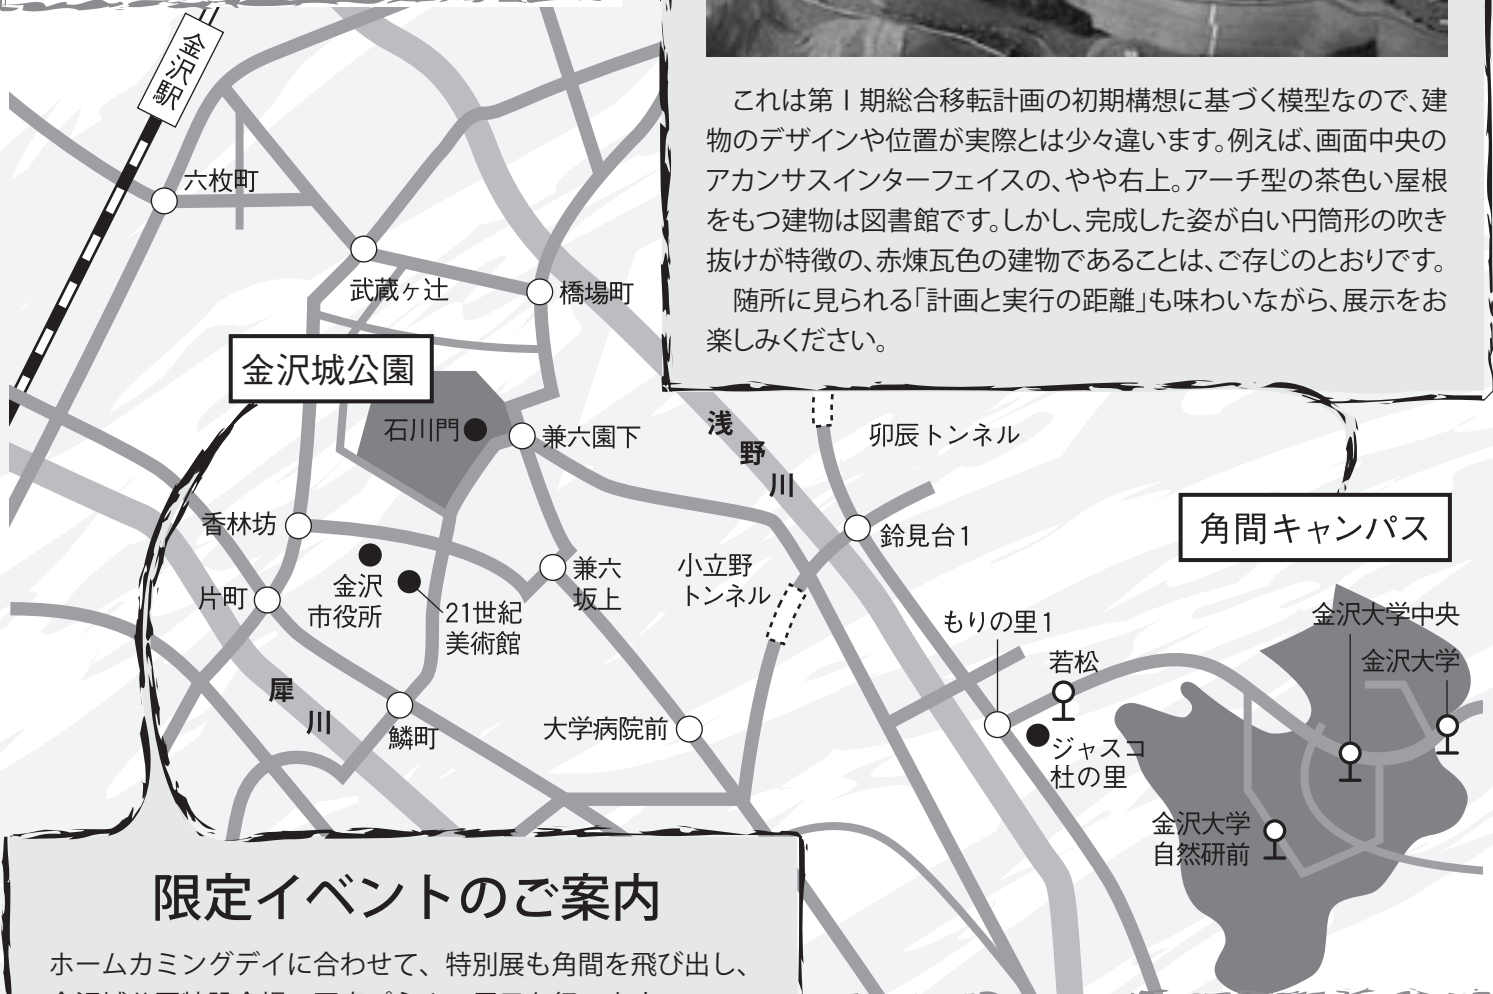 これは第Ⅰ期総合移転計画の初期構想に基づく模型なので、建
物のデザインや位置が実際とは少々違います。例えば、画面中央の
アカンサスインターフェイスの、やや右上。アーチ型の茶色い屋根
をもつ建物は図書館です。しかし、完成した姿が白い円筒形の吹き
抜けが特徴の、赤煉瓦色の建物であることは、ご存じのとおりです。
随所に見られる「計画と実行の距離」も味わいながら、展示をお
楽しみください。
金沢駅
六枚町
武蔵ヶ辻
橋場町
金沢城公園
石川門
兼六園下
浅野川
卯辰トンネル
角間キャンパス
香林坊
鈴見台1
金沢
市役所
片町
21世紀
美術館
兼六
坂上
小立野
トンネル
もりの里1
若松
金沢大学中央
金沢大学
犀川
鱗町
大学病院前
ジャスコ
杜の里
金沢大学
自然研前
限定イベントのご案内
ホームカミングデイに合わせて、特別展も角間を飛び出し、